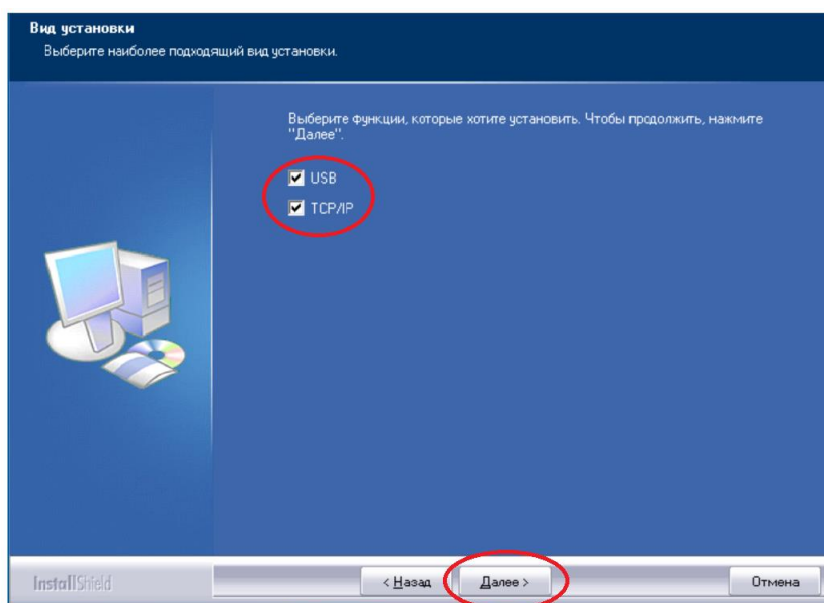 Вид установки
Выберите наиболее подходящий вид установки.
Выберите функции, которые хотите установить. Чтобы продолжить, нажмите
"Далее".
USB
TCP/IP
InstallShield
< Назад
Далее >
Отмена